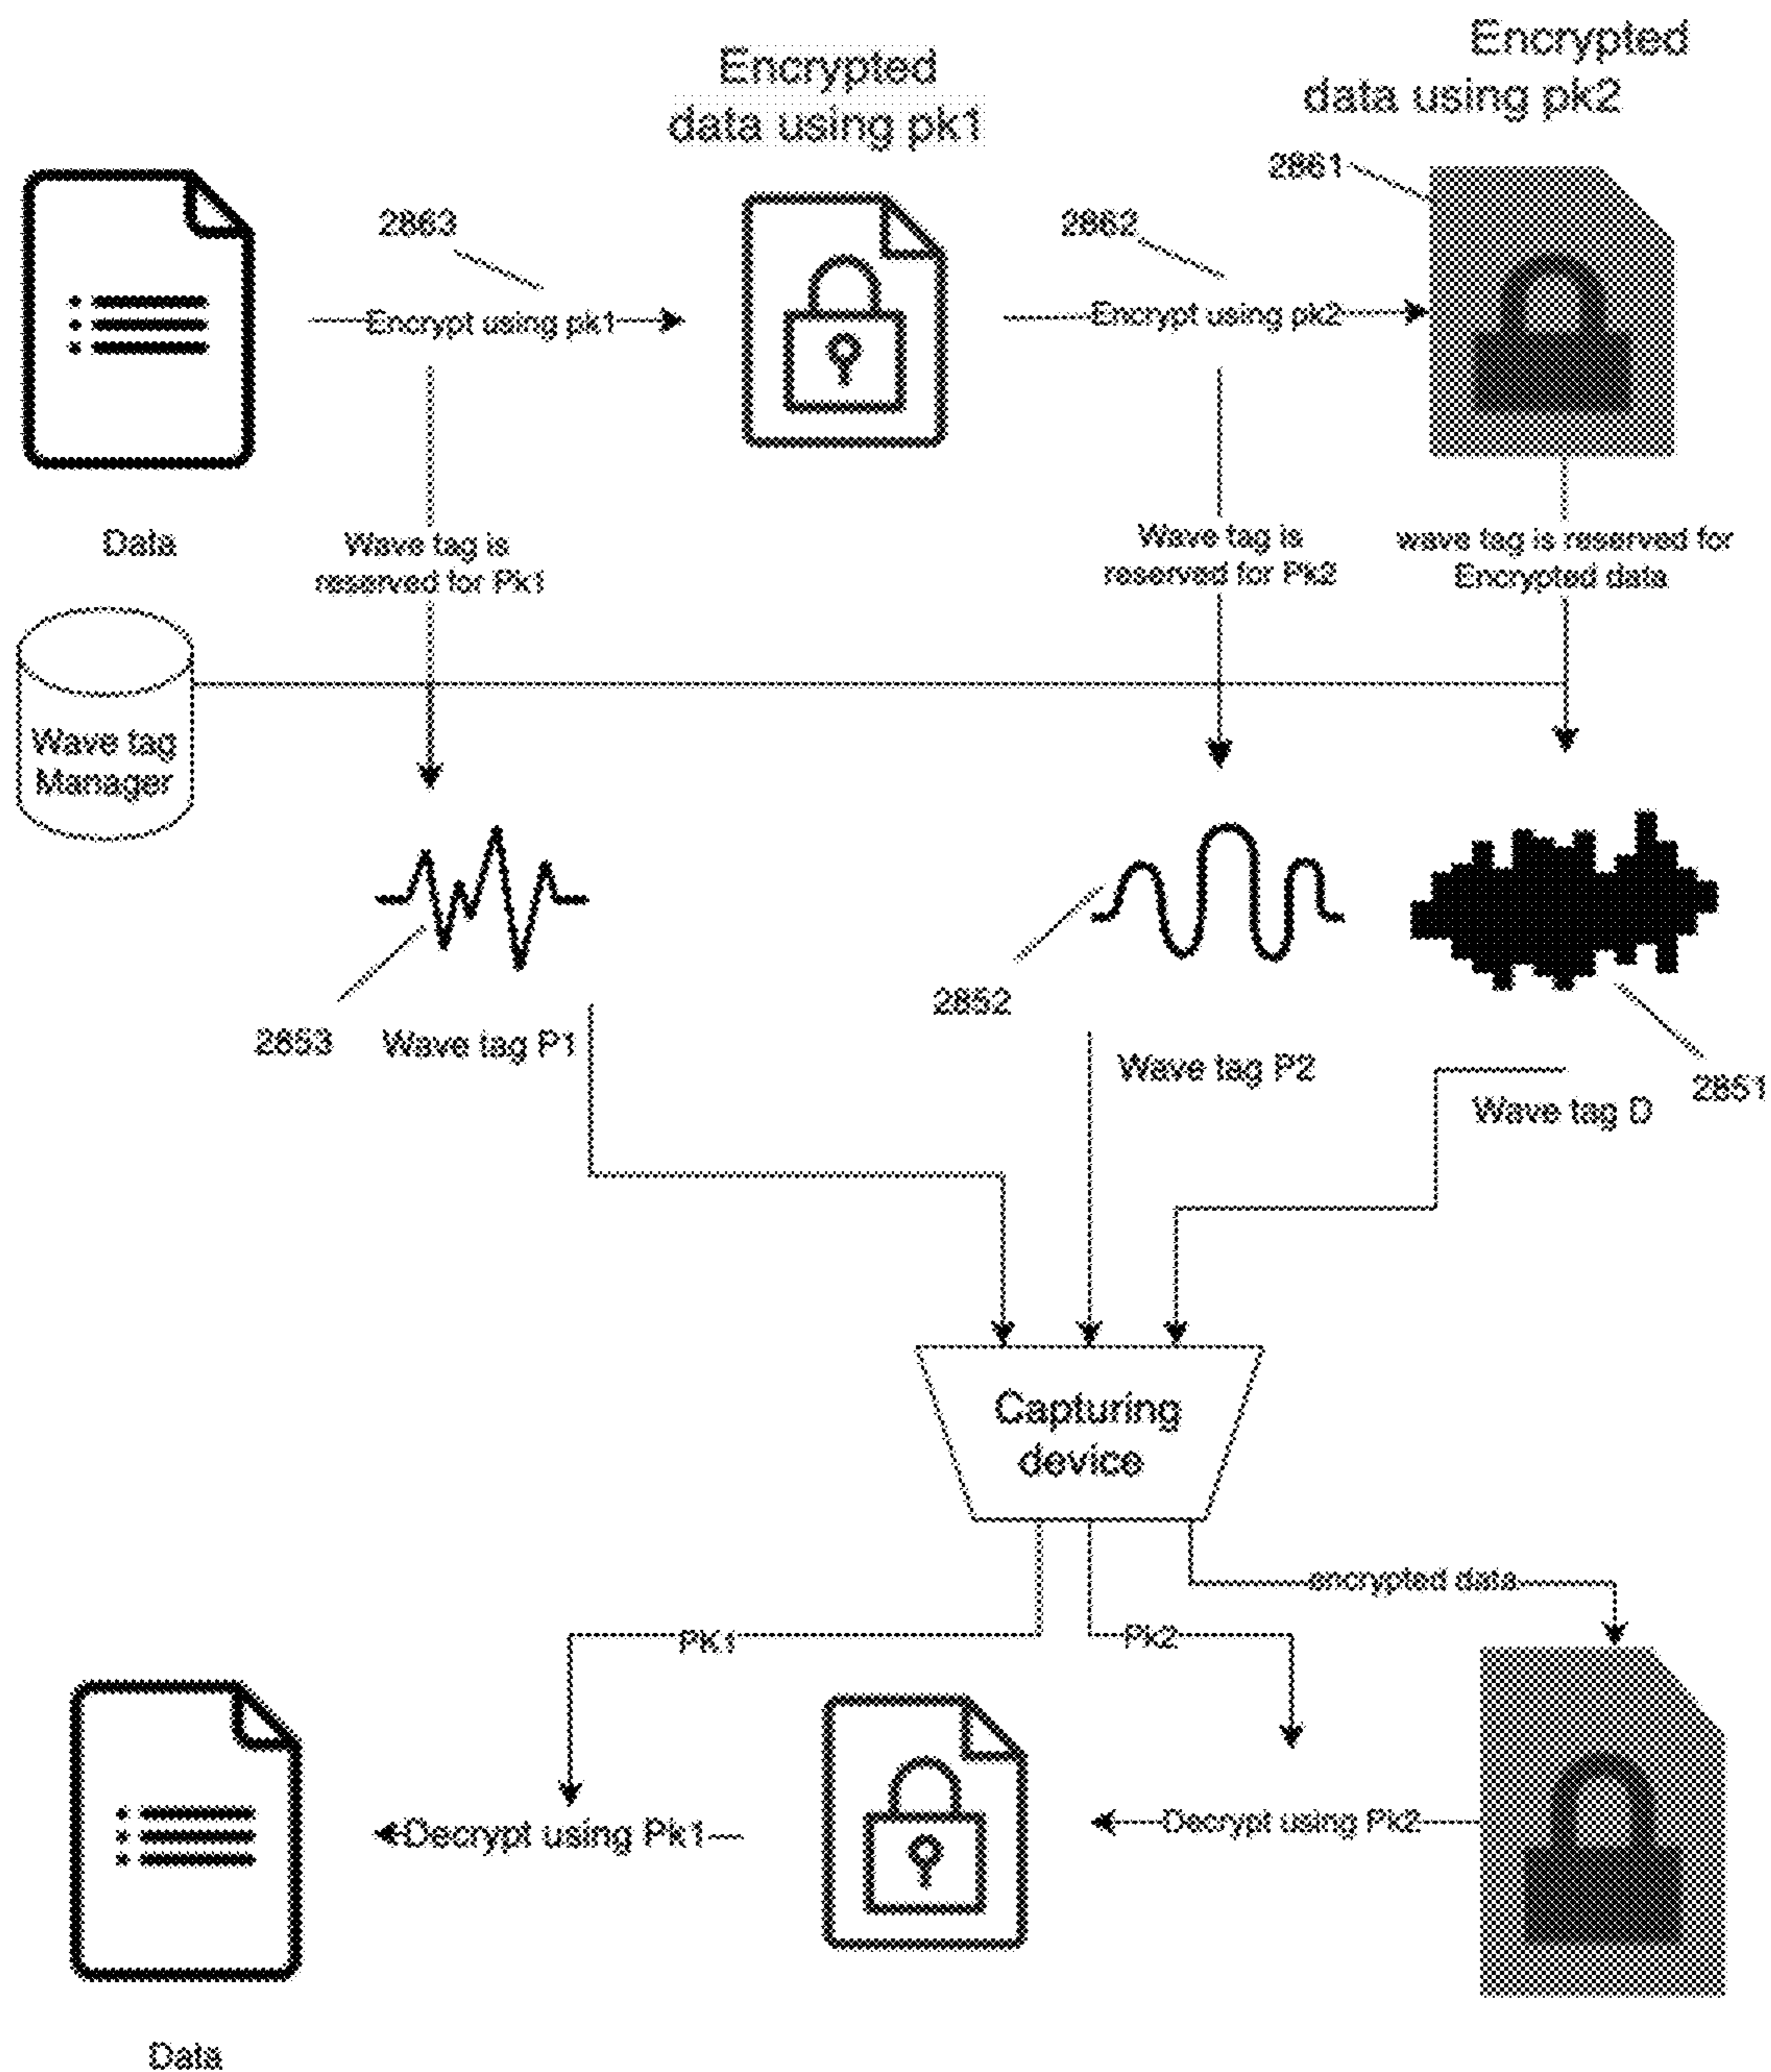 Encrypted
data using pk1
Encrypted
data using pk2
2861
2863
2862
Encrypt using pk1
Encrypt using pk2
Data
Wave tag is
reserved for Pk1
Wave tag is
reserved for Pk2
wave tag is reserved for
Encrypted data
Wave tag
Manager
2853
Wave tag P1
2852
Wave tag P2
Wave tag D
2851
Capturing
device
encrypted data
PK1
Pk2
Decrypt using Pk1
Decrypt using Pk2
Data